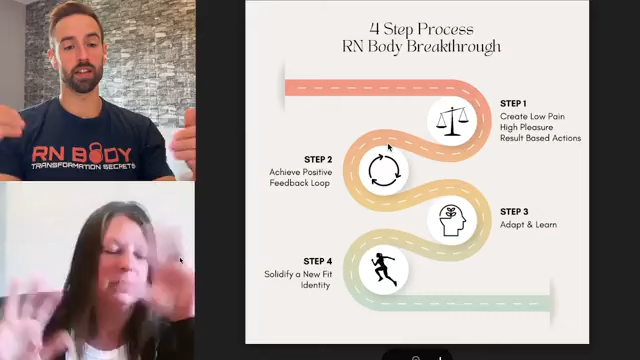 4 Step Process
RN Body Breakthrough
STEP 1
Create Low Pain
High Pleasure
Result Based Actions
STEP 2
Achieve Positive
Feedback Loop
STEP 3
Adapt & Learn
STEP 4
Solidify a New Fit
Identity
RN BODY
TRANSFORMATION SECRETS